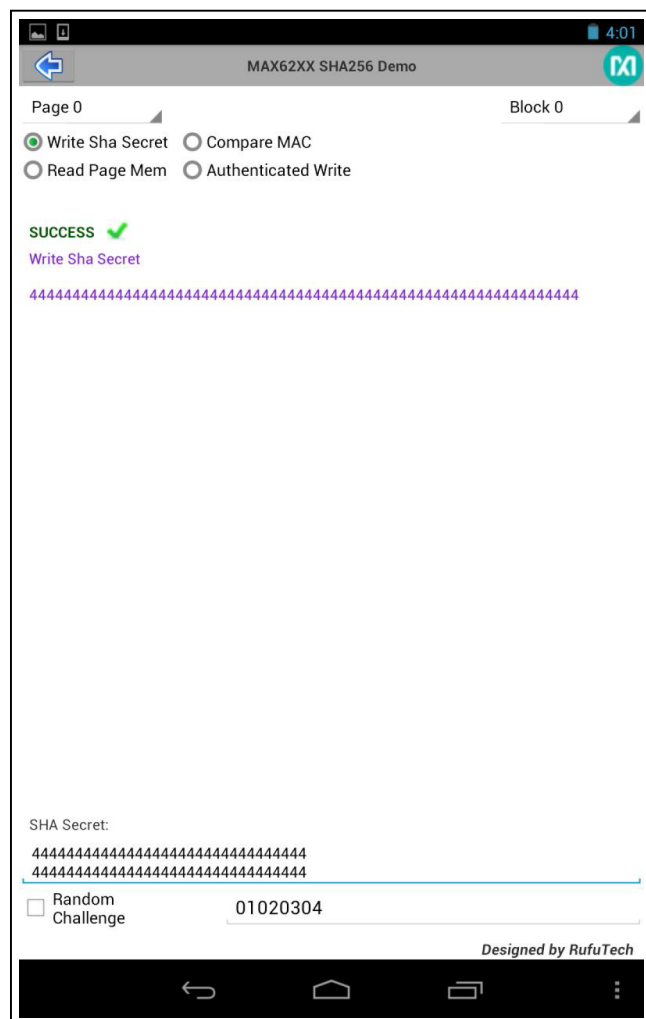 4:01
MAX62XX SHA256 Demo
Page 0
Block 0
Write Sha Secret
Compare MAC
Read Page Mem
Authenticated Write
SUCCESS
Write Sha Secret
4444444444444444444444444444444444444444444444444444444444444444
SHA Secret:
44444444444444444444444444444444
44444444444444444444444444444444
Random
Challenge
01020304
Designed by RufuTech